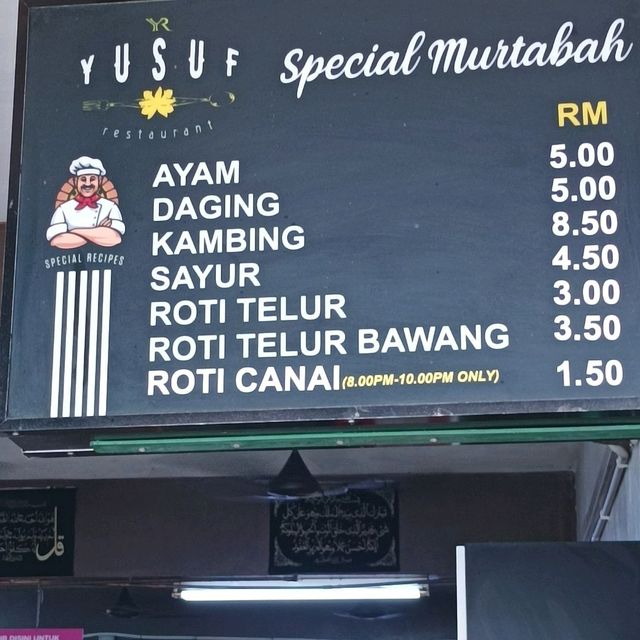 YR
YUSUF
restaurant
Special Murtabah
RM
AYAM 5.00
DAGING 5.00
KAMBING 8.50
SAYUR 4.50
ROTI TELUR 3.00
ROTI TELUR BAWANG 3.50
ROTI CANAI (8.00PM-10.00PM ONLY) 1.50
SPECIAL RECIPES
DISINI UNTUK